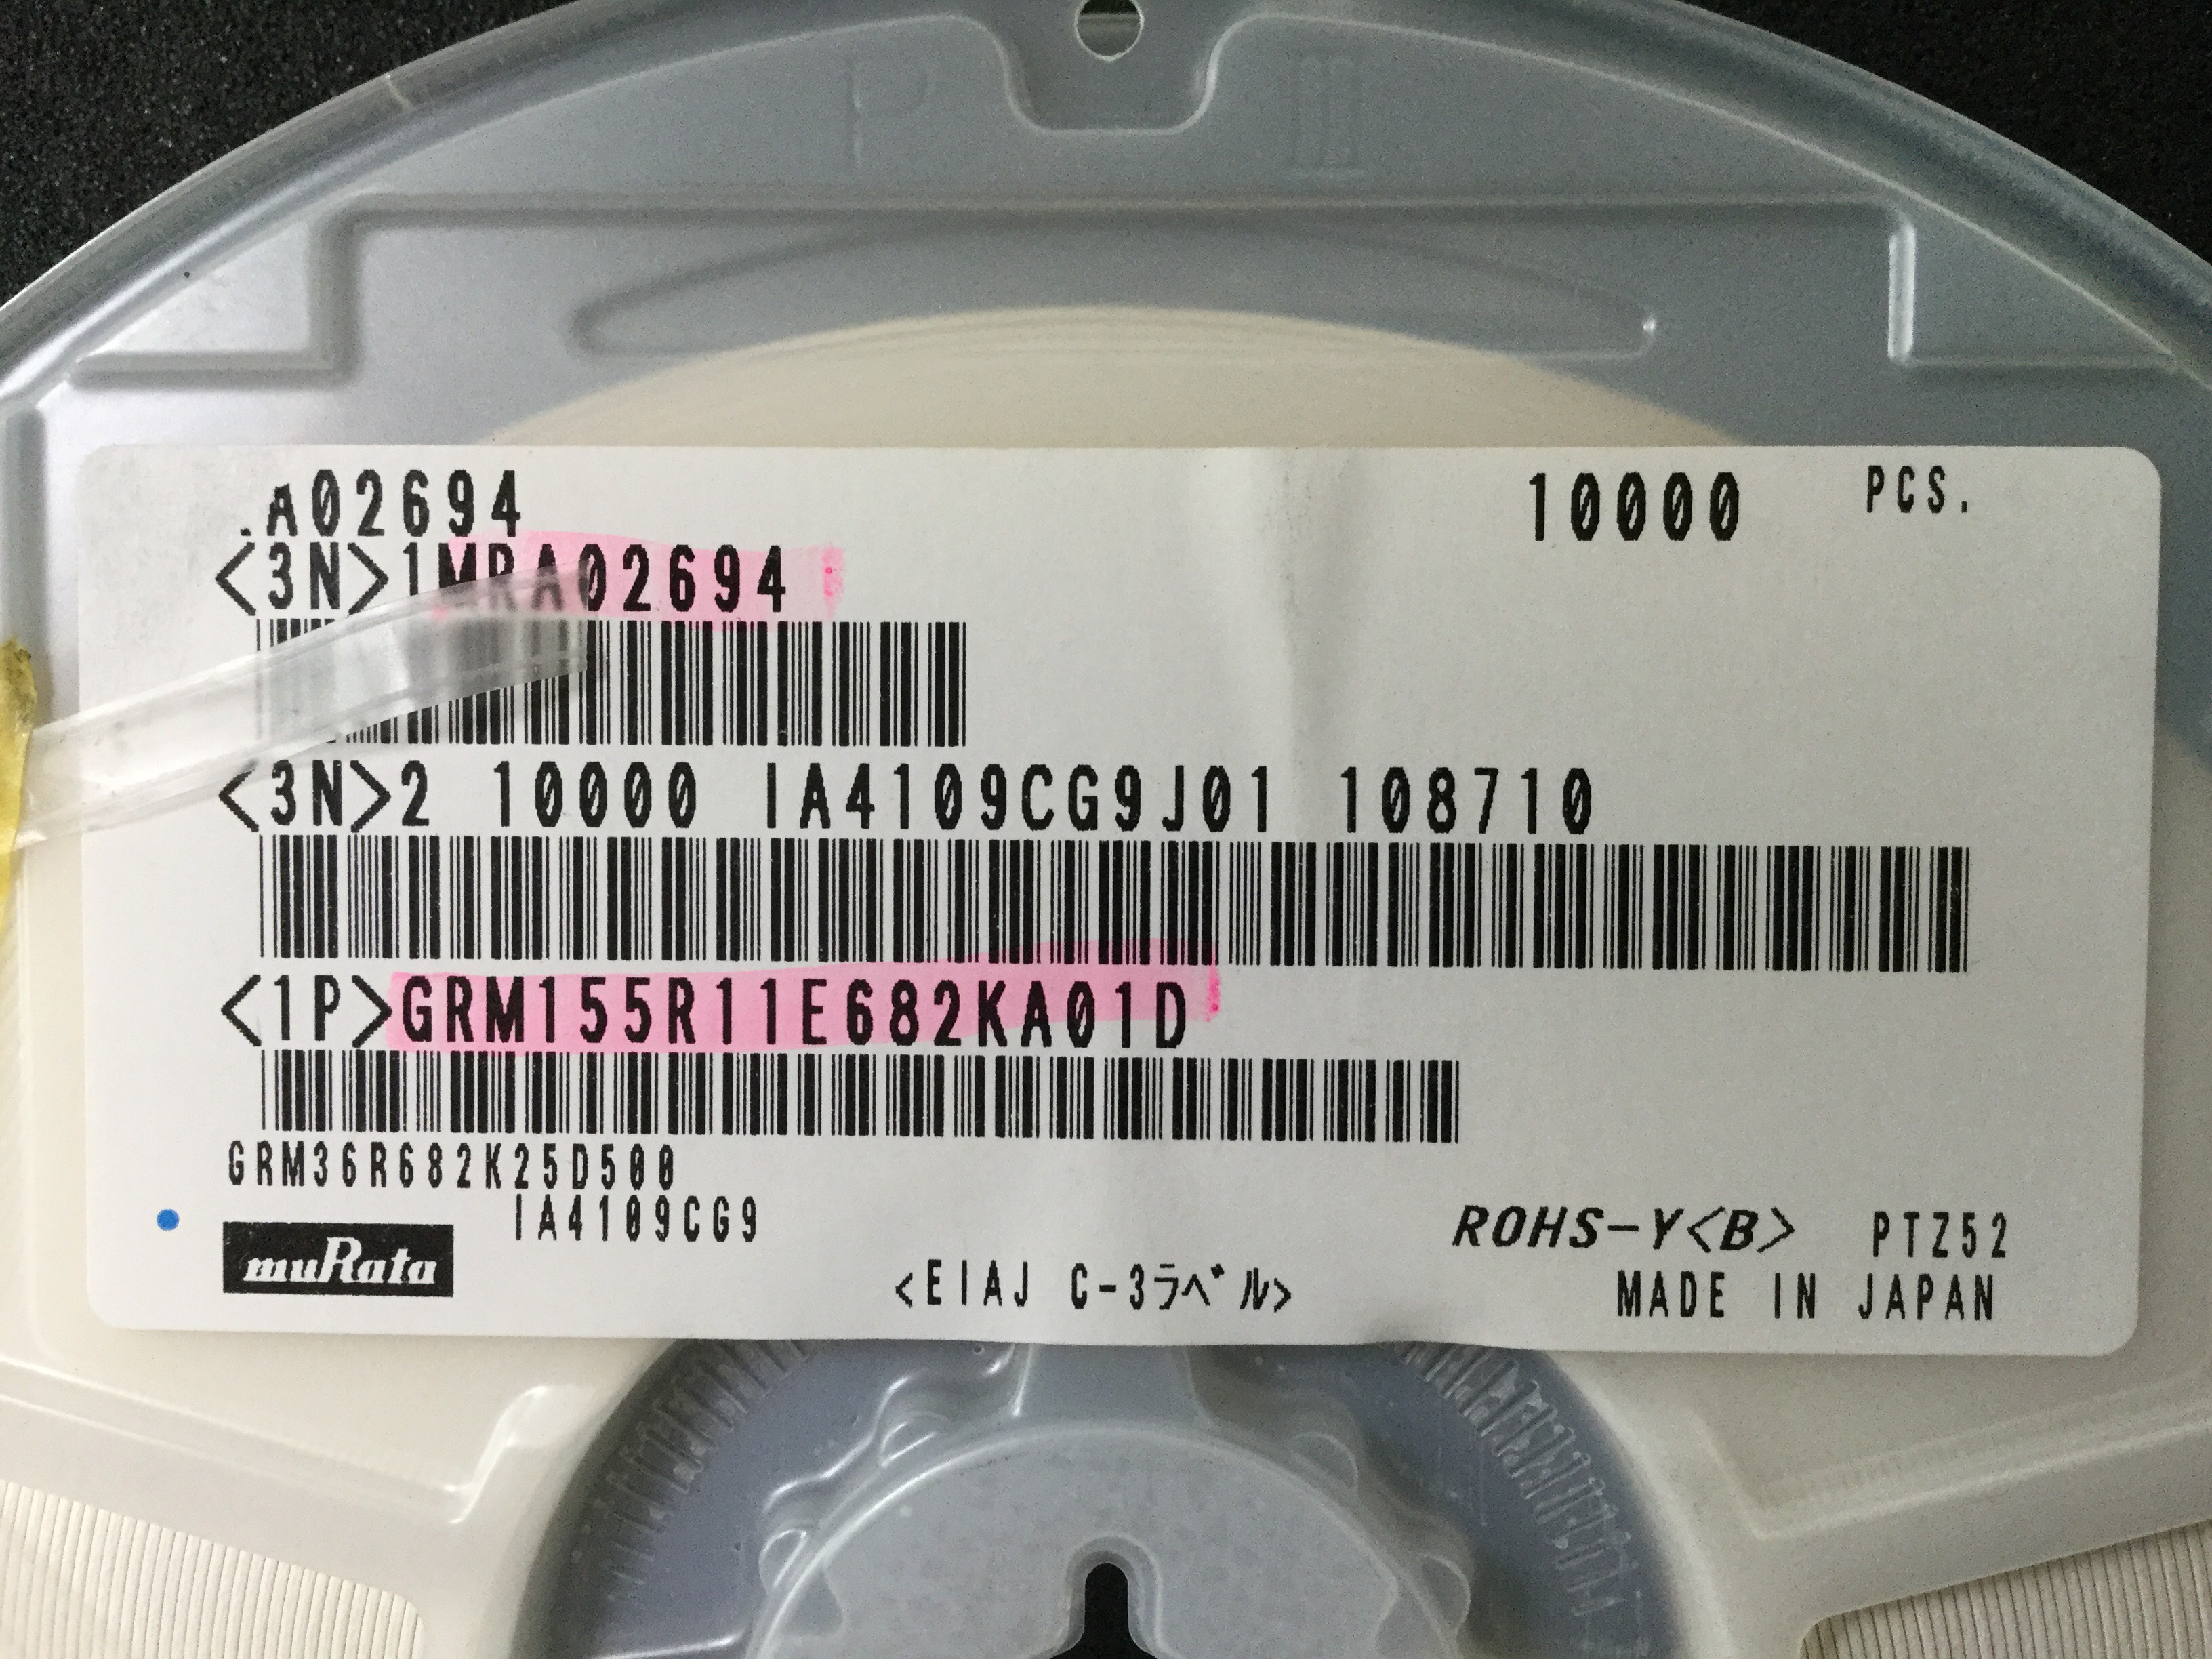 .A02694 10000 PCS.
<3N>1MRA02694
<3N>2 10000 IA4109CG9J01 108710
<1P>GRM155R11E682KA01D
GRM36R682K25D500
IA4109CG9
muRata
ROHS-Y<B> PTZ52
<EIAJ C-3ラベル>
MADE IN JAPAN